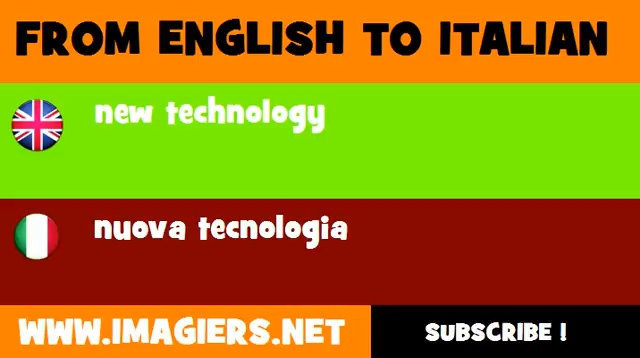 FROM ENGLISH TO ITALIAN
new technology
nuova tecnologia
WWW.IMAGIERS.NET
SUBSCRIBE !